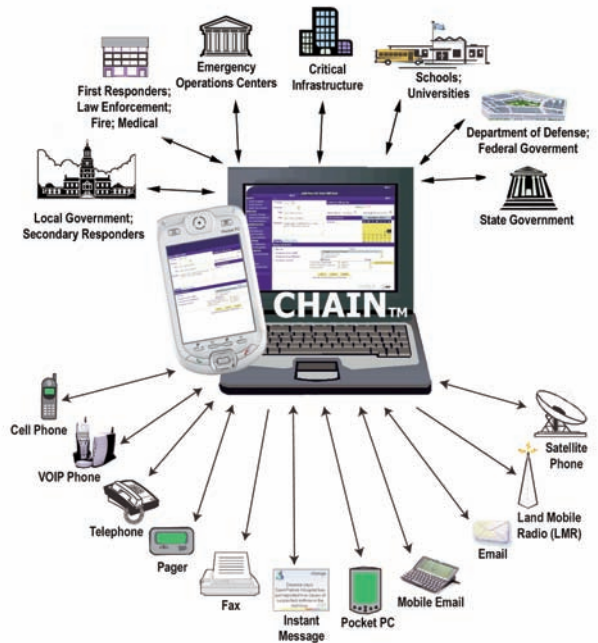 Emergency
Operations Centers
Critical
Infrastructure
Schools;
Universities
First Responders;
Law Enforcement;
Fire; Medical
Department of Defense;
Federal Goverment
Local Government;
Secondary Responders
State Government
CHAIN™
Cell Phone
VOIP Phone
Telephone
Pager
Fax
Instant
Message
Pocket PC
Mobile Email
Email
Land Mobile
Radio (LMR)
Satellite
Phone